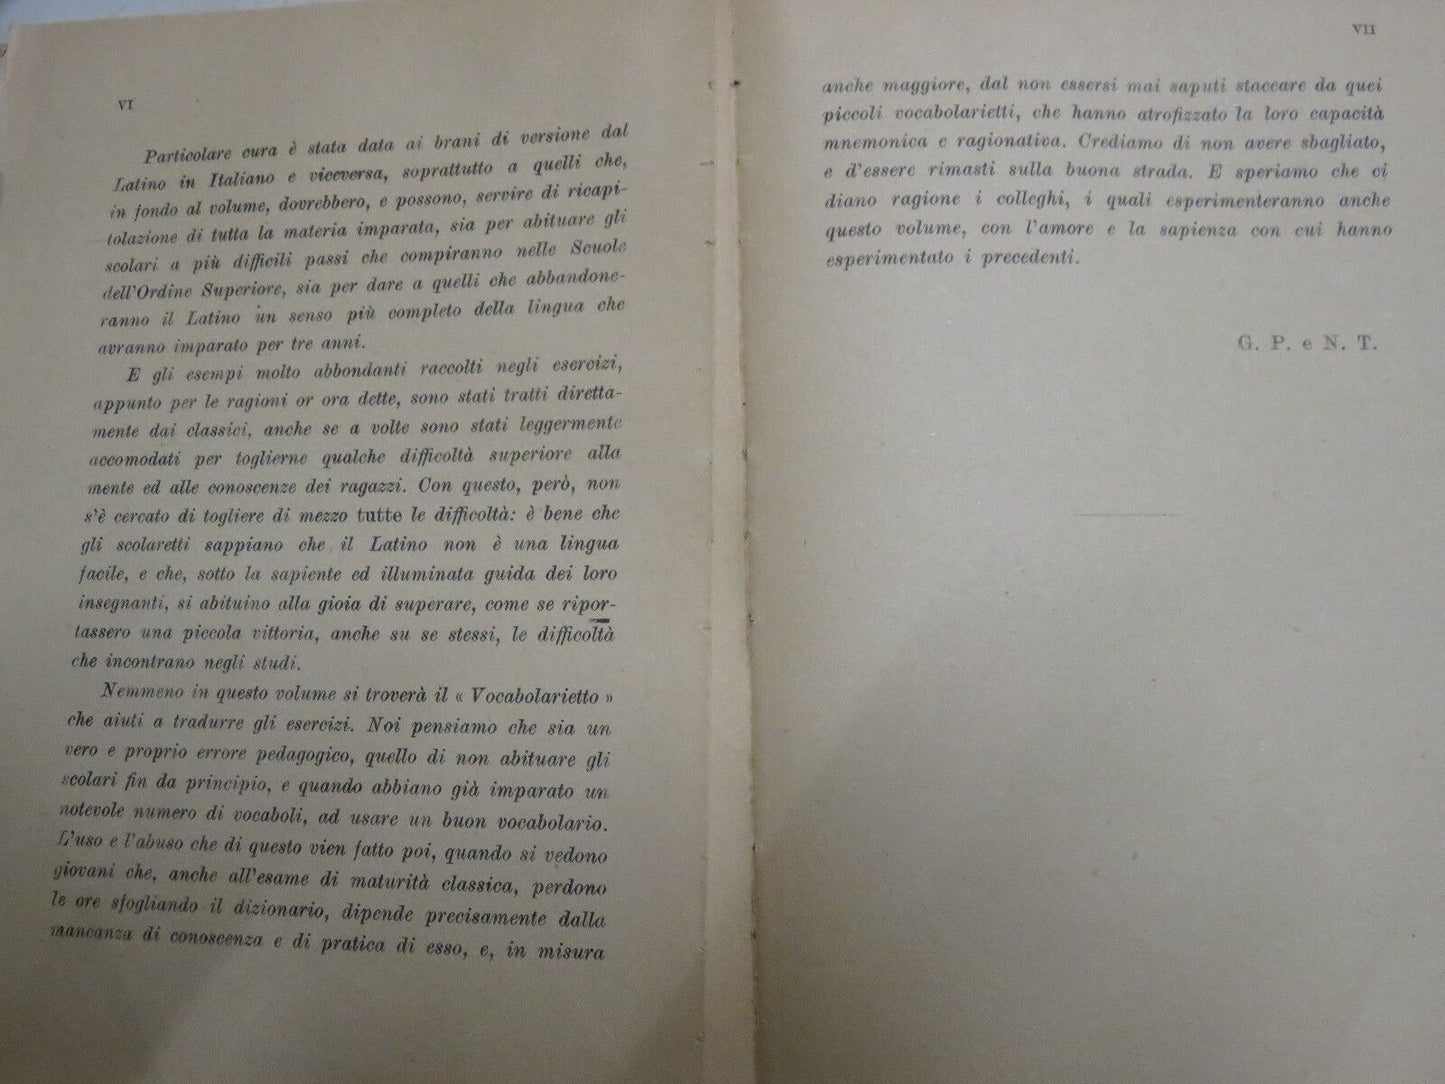 VI
Particolare cura è stata data ai brani di versione dal
Latino in Italiano e viceversa, soprattutto a quelli che,
in fondo al volume, dovrebbero, e possono, servire di ricapi-
tolazione di tutta la materia imparata, sia per abituare gli
scolari a più difficili passi che compiranno nelle Scuole
dell'Ordine Superiore, sia per dare a quelli che abbandone-
ranno il Latino un senso più completo della lingua che
avranno imparato per tre anni.
E gli esempi molto abbondanti raccolti negli esercizi,
appunto per le ragioni or ora dette, sono stati tratti diretta-
mente dai classici, anche se a volte sono stati leggermente
accomodati per toglierne qualche difficoltà superiore alla
mente ed alle conoscenze dei ragazzi. Con questo, però, non
s'è cercato di togliere di mezzo tutte le difficoltà: è bene che
gli scolaretti sappiano che il Latino non è una lingua
facile, e che, sotto la sapiente ed illuminata guida dei loro
insegnanti, si abituino alla gioia di superare, come se ripor-
tassero una piccola vittoria, anche su se stessi, le difficoltà
che incontrano negli studi.
Nemmeno in questo volume si troverà il « Vocabolarietto »
che aiuti a tradurre gli esercizi. Noi pensiamo che sia un
vero e proprio errore pedagogico, quello di non abituare gli
scolari fin da principio, e quando abbiano già imparato un
notevole numero di vocaboli, ad usare un buon vocabolario.
L'uso e l'abuso che di questo vien fatto poi, quando si vedono
giovani che, anche all'esame di maturità classica, perdono
le ore sfogliando il dizionario, dipende precisamente dalla
mancanza di conoscenza e di pratica di esso, e, in misura
VII
anche maggiore, dal non essersi mai saputi staccare da quei
piccoli vocabolarietti, che hanno atrofizzato la loro capacità
mnemonica e ragionativa. Crediamo di non avere sbagliato,
e d'essere rimasti sulla buona strada. E speriamo che ci
diano ragione i colleghi, i quali esperimenteranno anche
questo volume, con l'amore e la sapienza con cui hanno
esperimentato i precedenti.
G. P. e N. T.